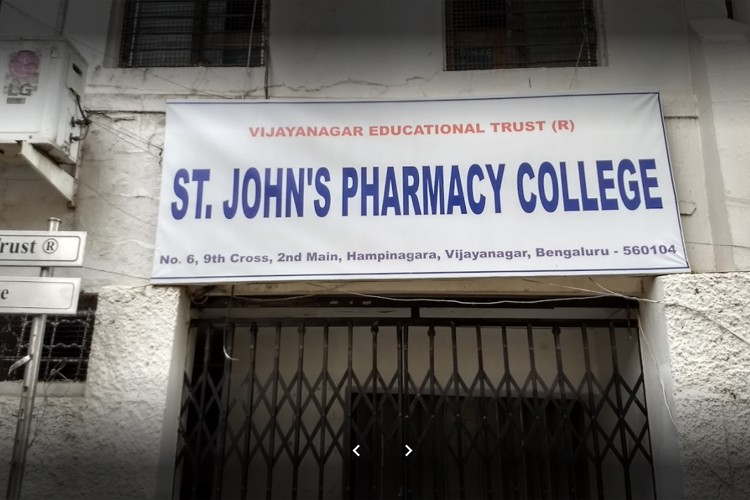 LG
VIJAYANAGAR EDUCATIONAL TRUST (R)
ST. JOHN'S PHARMACY COLLEGE
No. 6, 9th Cross, 2nd Main, Hampinagara, Vijayanagar, Bengaluru - 560104
Trust ®